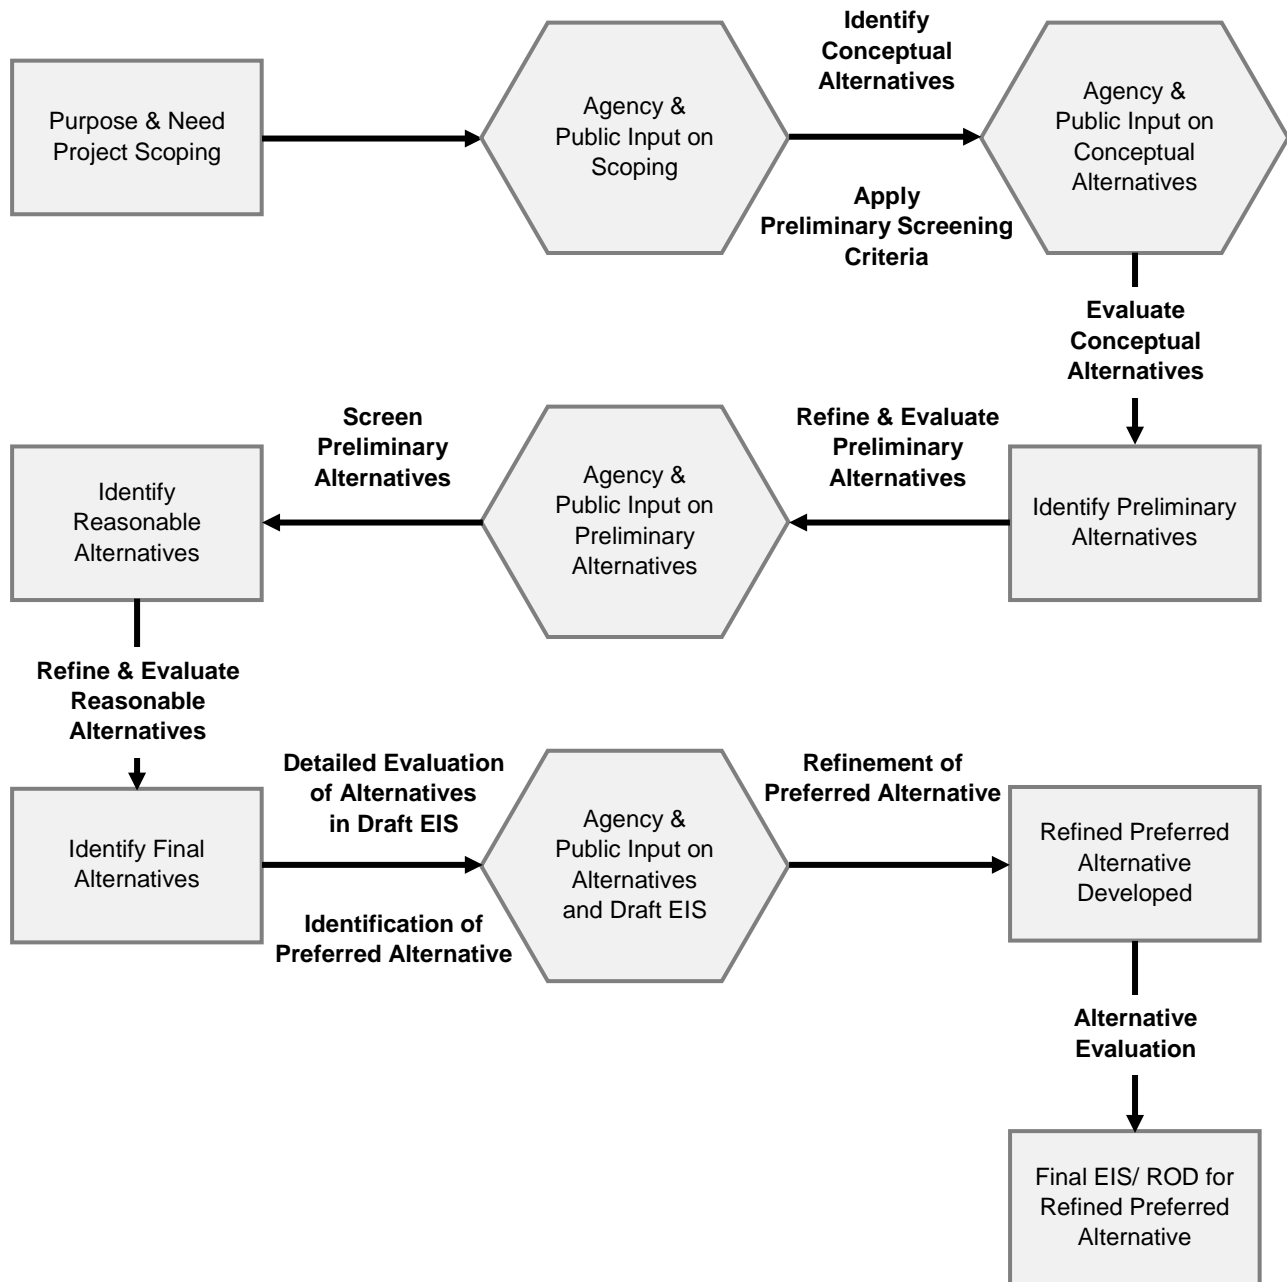 Purpose & Need
Project Scoping
Agency &
Public Input on
Scoping
Identify
Conceptual
Alternatives
Apply
Preliminary Screening
Criteria
Agency &
Public Input on
Conceptual
Alternatives
Evaluate
Conceptual
Alternatives
Identify Preliminary
Alternatives
Refine & Evaluate
Preliminary
Alternatives
Agency &
Public Input on
Preliminary
Alternatives
Screen
Preliminary
Alternatives
Identify
Reasonable
Alternatives
Refine & Evaluate
Reasonable
Alternatives
Identify Final
Alternatives
Detailed Evaluation
of Alternatives
in Draft EIS
Identification of
Preferred Alternative
Agency &
Public Input on
Alternatives
and Draft EIS
Refinement of
Preferred Alternative
Refined Preferred
Alternative
Developed
Alternative
Evaluation
Final EIS/ ROD for
Refined Preferred
Alternative